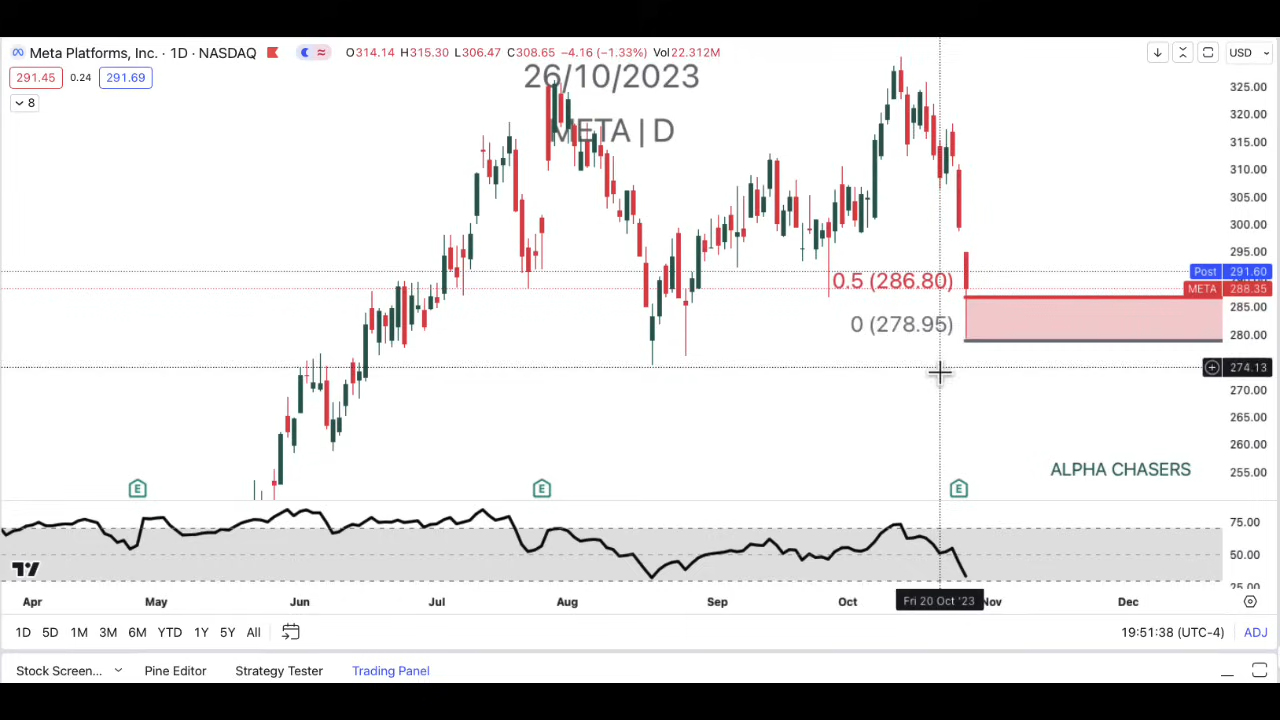 Meta Platforms, Inc. · 1D · NASDAQ O314.14 H315.30 L306.47 C308.65 −4.16 (−1.33%) Vol22.312M USD
291.45 0.24 291.69
8
26/10/2023
META | D
325.00
320.00
315.00
310.00
305.00
300.00
295.00
Post 291.60
META 288.35
0.5 (286.80)
285.00
0 (278.95)
280.00
274.13
270.00
265.00
260.00
255.00
ALPHA CHASERS
E E E
75.00
50.00
25.00
Apr May Jun Jul Aug Sep Oct Fri 20 Oct '23 Nov Dec
1D 5D 1M 3M 6M YTD 1Y 5Y All 19:51:38 (UTC-4) ADJ
Stock Screen... Pine Editor Strategy Tester Trading Panel